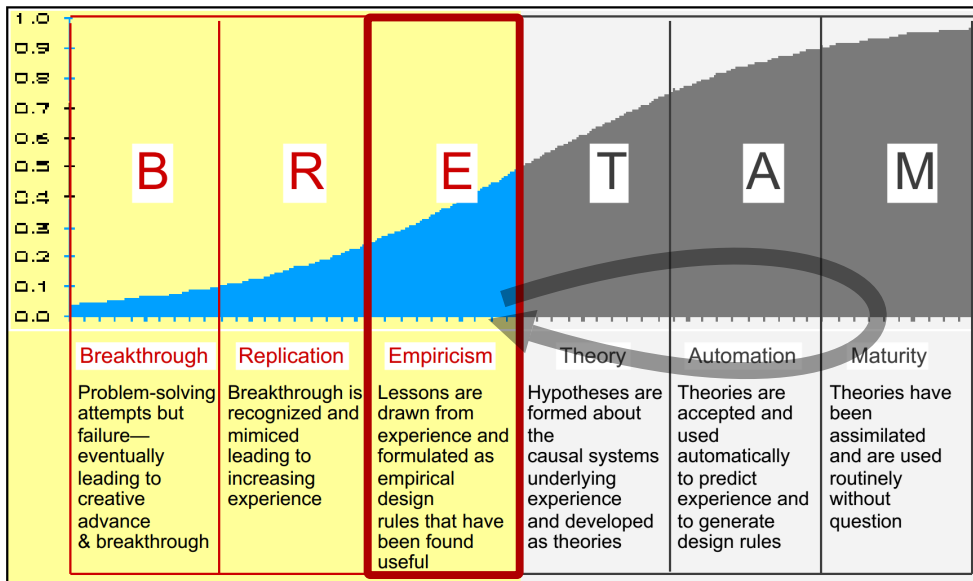 1.0
0.9
0.8
0.7
0.6
0.5
0.4
0.3
0.2
0.1
0.0
B
R
E
T
A
M
Breakthrough
Problem-solving
attempts but
failure—
eventually
leading to
creative
advance
& breakthrough
Replication
Breakthrough is
recognized and
mimiced
leading to
increasing
experience
Empiricism
Lessons are
drawn from
experience and
formulated as
empirical
design
rules that have
been found
useful
Theory
Hypotheses are
formed about
the
causal systems
underlying
experience
and developed
as theories
Automation
Theories are
accepted and
used
automatically
to predict
experience and
to generate
design rules
Maturity
Theories have
been
assimilated
and are used
routinely
without
question